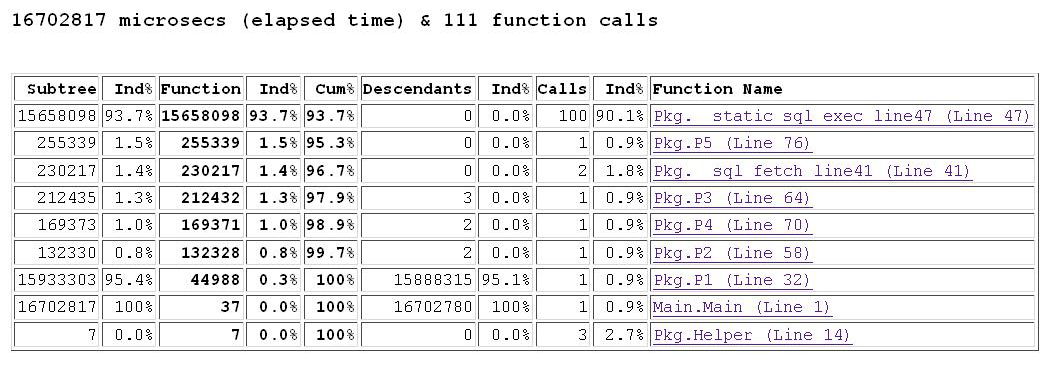 16702817 microsecs (elapsed time) & 111 function calls
Subtree Ind% Function Ind% Cum% Descendants Ind% Calls Ind% Function Name
15658098 93.7% 15658098 93.7% 93.7% 0 0.0% 100 90.1% Pkg.__static_sql_exec_line47 (Line 47)
255339 1.5% 255339 1.5% 95.3% 0 0.0% 1 0.9% Pkg.P5 (Line 76)
230217 1.4% 230217 1.4% 96.7% 0 0.0% 2 1.8% Pkg.__sql_fetch_line41 (Line 41)
212435 1.3% 212432 1.3% 97.9% 3 0.0% 1 0.9% Pkg.P3 (Line 64)
169373 1.0% 169371 1.0% 98.9% 2 0.0% 1 0.9% Pkg.P4 (Line 70)
132330 0.8% 132328 0.8% 99.7% 2 0.0% 1 0.9% Pkg.P2 (Line 58)
15933303 95.4% 44988 0.3% 100% 15888315 95.1% 1 0.9% Pkg.P1 (Line 32)
16702817 100% 37 0.0% 100% 16702780 100% 1 0.9% Main.Main (Line 1)
7 0.0% 7 0.0% 100% 0 0.0% 3 2.7% Pkg.Helper (Line 14)